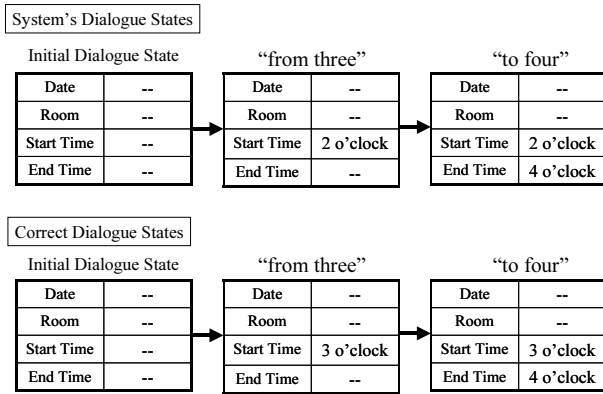 System’s Dialogue States
Initial Dialogue State “from three” “to four”
Date -- Date -- Date --
Room -- Room -- Room --
Start Time -- Start Time 2 o’clock Start Time 2 o’clock
End Time -- End Time -- End Time 4 o’clock
Correct Dialogue States
Initial Dialogue State “from three” “to four”
Date -- Date -- Date --
Room -- Room -- Room --
Start Time -- Start Time 3 o’clock Start Time 3 o’clock
End Time -- End Time -- End Time 4 o’clock